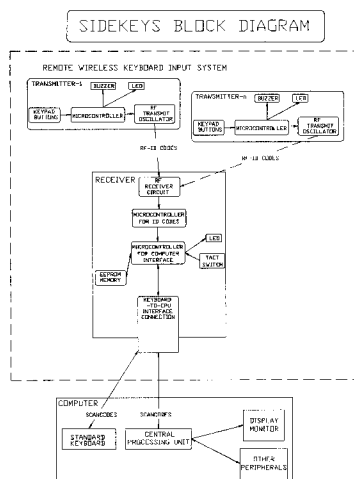 SIDEKEYS BLOCK DIAGRAM
REMOTE WIRELESS KEYBOARD INPUT SYSTEM
TRANSMITTER-1
BUZZER
LED
KEYPAD
BUTTONS
MICROCONTROLLER
RF
TRANSMIT
OSCILLATOR
TRANSMITTER-n
BUZZER
LED
KEYPAD
BUTTONS
MICROCONTROLLER
RF
TRANSMIT
OSCILLATOR
RF-ID CODES
RF-ID CODES
RECEIVER
RF
RECEIVER
CIRCUIT
MICROCONTROLLER
FOR ID CODES
MICROCONTROLLER
FOR COMPUTER
INTERFACE
LED
TACT
SWITCH
EEPROM
MEMORY
KEYBOARD
-TO-CPU
INTERFACE
CONNECTION
COMPUTER
SCANCODES
SCANCODES
STANDARD
KEYBOARD
CENTRAL
PROCESSING UNIT
DISPLAY
MONITOR
OTHER
PERIPHERALS